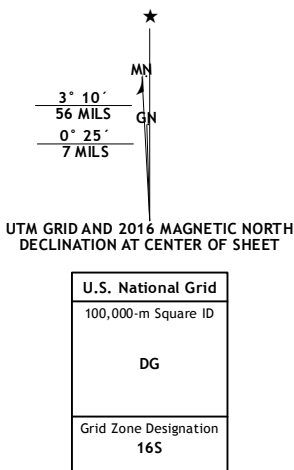 ★
MN
3° 10´
56 MILS
GN
0° 25´
7 MILS
UTM GRID AND 2016 MAGNETIC NORTH
DECLINATION AT CENTER OF SHEET
U.S. National Grid
100,000-m Square ID
DG
Grid Zone Designation
16S